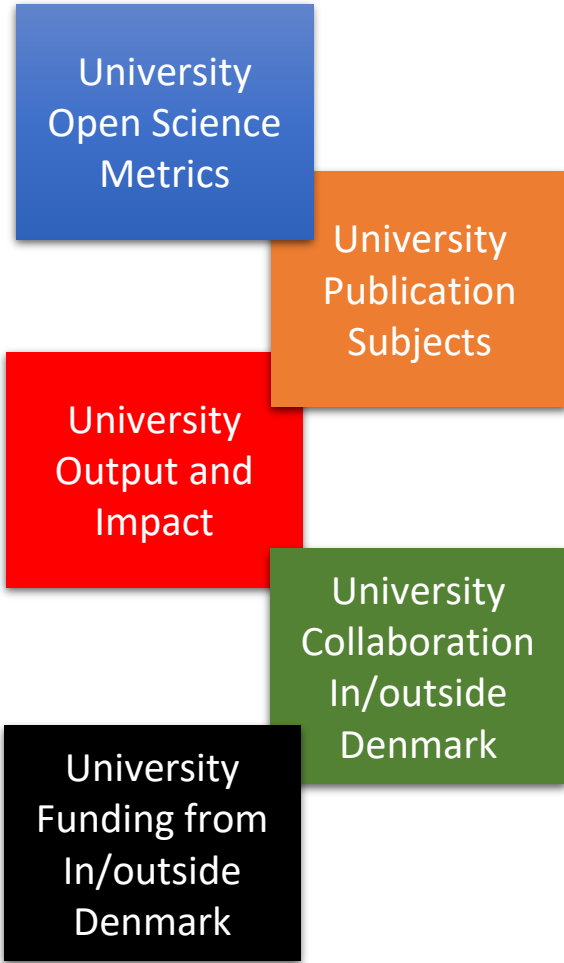 University
Open Science
Metrics
University
Publication
Subjects
University
Output and
Impact
University
Collaboration
In/outside
Denmark
University
Funding from
In/outside
Denmark